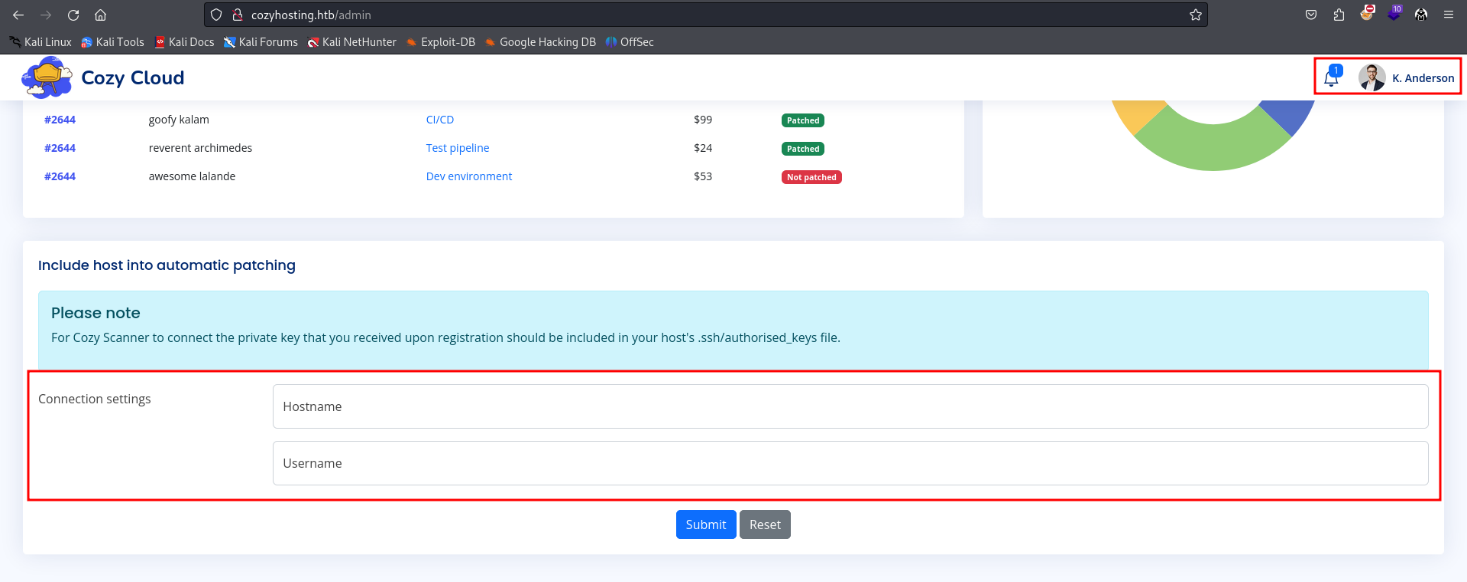 cozyhosting.htb/admin
10
Kali Linux Kali Tools Kali Docs Kali Forums Kali NetHunter Exploit-DB Google Hacking DB OffSec
Cozy Cloud
1
K. Anderson
#2644 goofy kalam CI/CD $99 Patched
#2644 reverent archimedes Test pipeline $24 Patched
#2644 awesome lalande Dev environment $53 Not patched
Include host into automatic patching
Please note
For Cozy Scanner to connect the private key that you received upon registration should be included in your host's .ssh/authorised_keys file.
Connection settings
Hostname
Username
Submit Reset